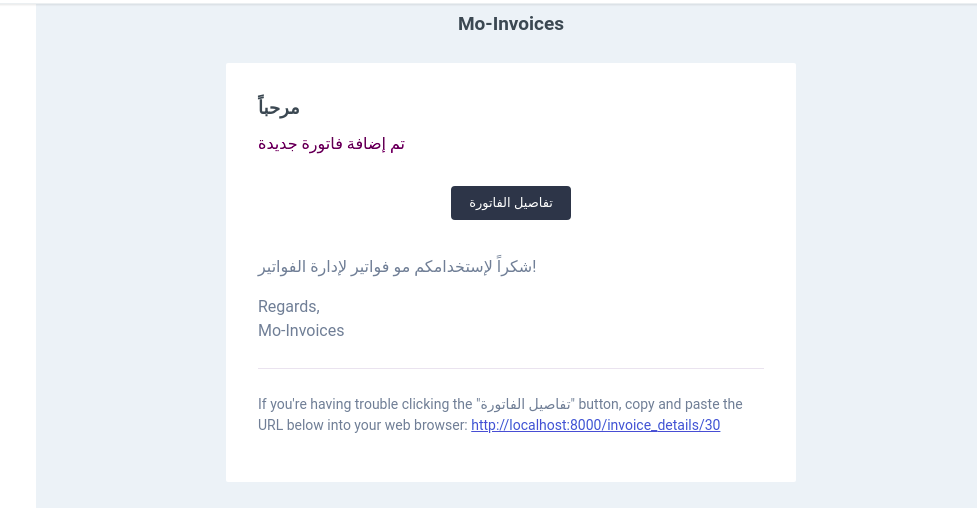 Mo-Invoices
مرحباً
تم إضافة فاتورة جديدة
تفاصيل الفاتورة
شكراً لإستخدامكم مو فواتير لإدارة الفواتير!
Regards,
Mo-Invoices
If you're having trouble clicking the "تفاصيل الفاتورة" button, copy and paste the
URL below into your web browser: http://localhost:8000/invoice_details/30